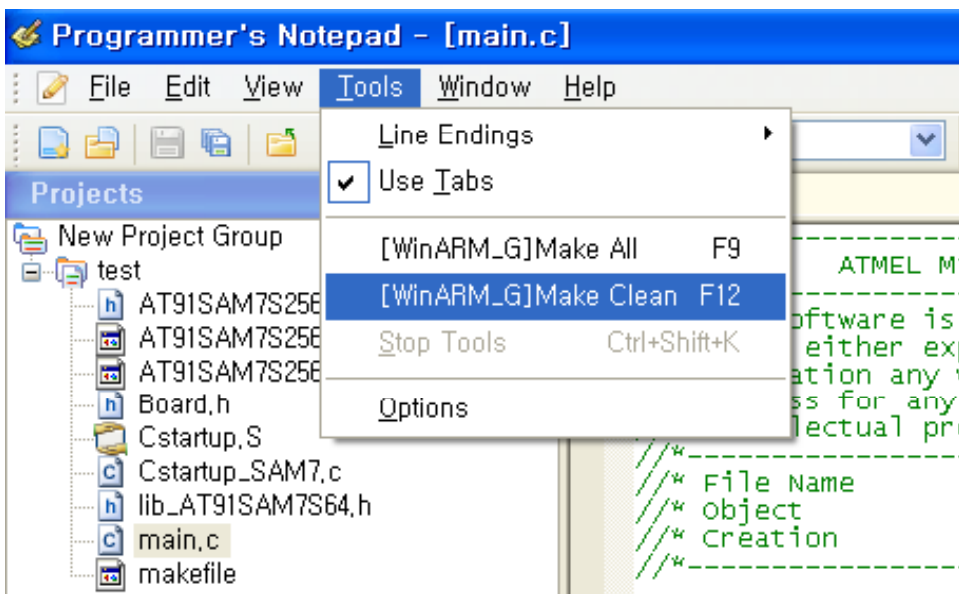 Programmer's Notepad - [main.c]
File Edit View Tools Window Help
Line Endings
Use Tabs
[WinARM_G]Make All F9
[WinARM_G]Make Clean F12
Stop Tools Ctrl+Shift+K
Options
Projects
New Project Group
test
AT91SAM7S256
AT91SAM7S256
AT91SAM7S256
Board.h
Cstartup.S
Cstartup_SAM7.c
lib_AT91SAM7S64.h
main.c
makefile
ATMEL M
ftware is
either exp
ation any
ss for any
lectual pr
//*--------------------
//* File Name
//* Object
//* Creation
//*--------------------